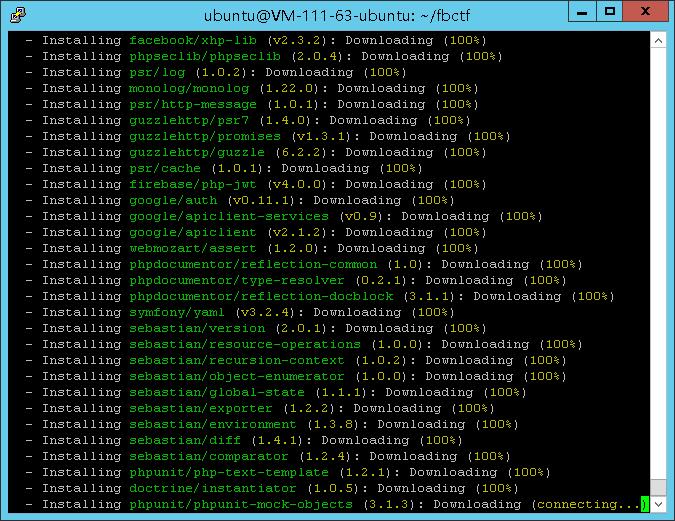 ubuntu@VM-111-63-ubuntu: ~/fbctf
- Installing facebook/xhp-lib (v2.3.2): Downloading (100%)
- Installing phpseclib/phpseclib (2.0.4): Downloading (100%)
- Installing psr/log (1.0.2): Downloading (100%)
- Installing monolog/monolog (1.22.0): Downloading (100%)
- Installing psr/http-message (1.0.1): Downloading (100%)
- Installing guzzlehttp/psr7 (1.4.0): Downloading (100%)
- Installing guzzlehttp/promises (v1.3.1): Downloading (100%)
- Installing guzzlehttp/guzzle (6.2.2): Downloading (100%)
- Installing psr/cache (1.0.1): Downloading (100%)
- Installing firebase/php-jwt (v4.0.0): Downloading (100%)
- Installing google/auth (v0.11.1): Downloading (100%)
- Installing google/apiclient-services (v0.9): Downloading (100%)
- Installing google/apiclient (v2.1.2): Downloading (100%)
- Installing webmozart/assert (1.2.0): Downloading (100%)
- Installing phpdocumentor/reflection-common (1.0): Downloading (100%)
- Installing phpdocumentor/type-resolver (0.2.1): Downloading (100%)
- Installing phpdocumentor/reflection-docblock (3.1.1): Downloading (100%)
- Installing symfony/yaml (v3.2.4): Downloading (100%)
- Installing sebastian/version (2.0.1): Downloading (100%)
- Installing sebastian/resource-operations (1.0.0): Downloading (100%)
- Installing sebastian/recursion-context (1.0.2): Downloading (100%)
- Installing sebastian/object-enumerator (1.0.0): Downloading (100%)
- Installing sebastian/global-state (1.1.1): Downloading (100%)
- Installing sebastian/exporter (1.2.2): Downloading (100%)
- Installing sebastian/environment (1.3.8): Downloading (100%)
- Installing sebastian/diff (1.4.1): Downloading (100%)
- Installing sebastian/comparator (1.2.4): Downloading (100%)
- Installing phpunit/php-text-template (1.2.1): Downloading (100%)
- Installing doctrine/instantiator (1.0.5): Downloading (100%)
- Installing phpunit/phpunit-mock-objects (3.1.3): Downloading (connecting...)